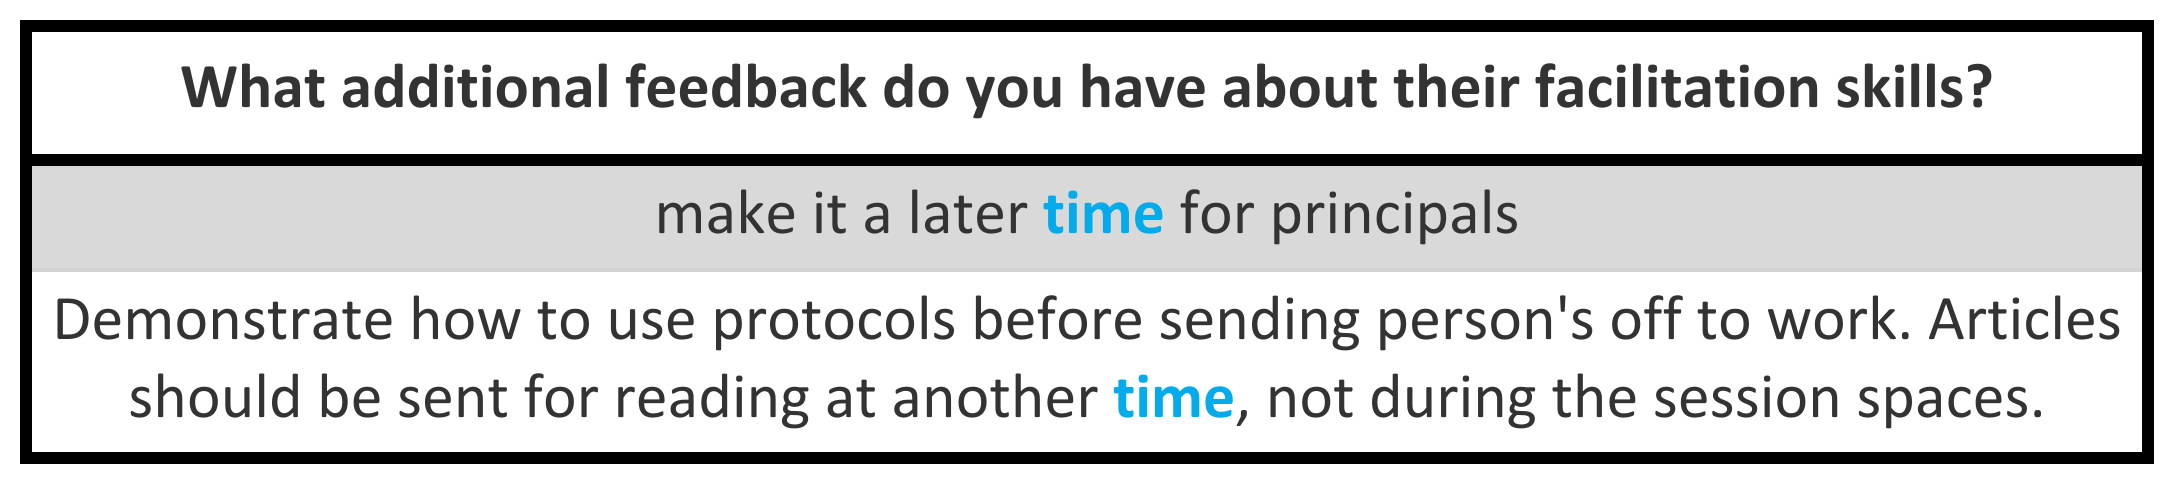 What additional feedback do you have about their facilitation skills?
make it a later time for principals
Demonstrate how to use protocols before sending person's off to work. Articles
should be sent for reading at another time, not during the session spaces.